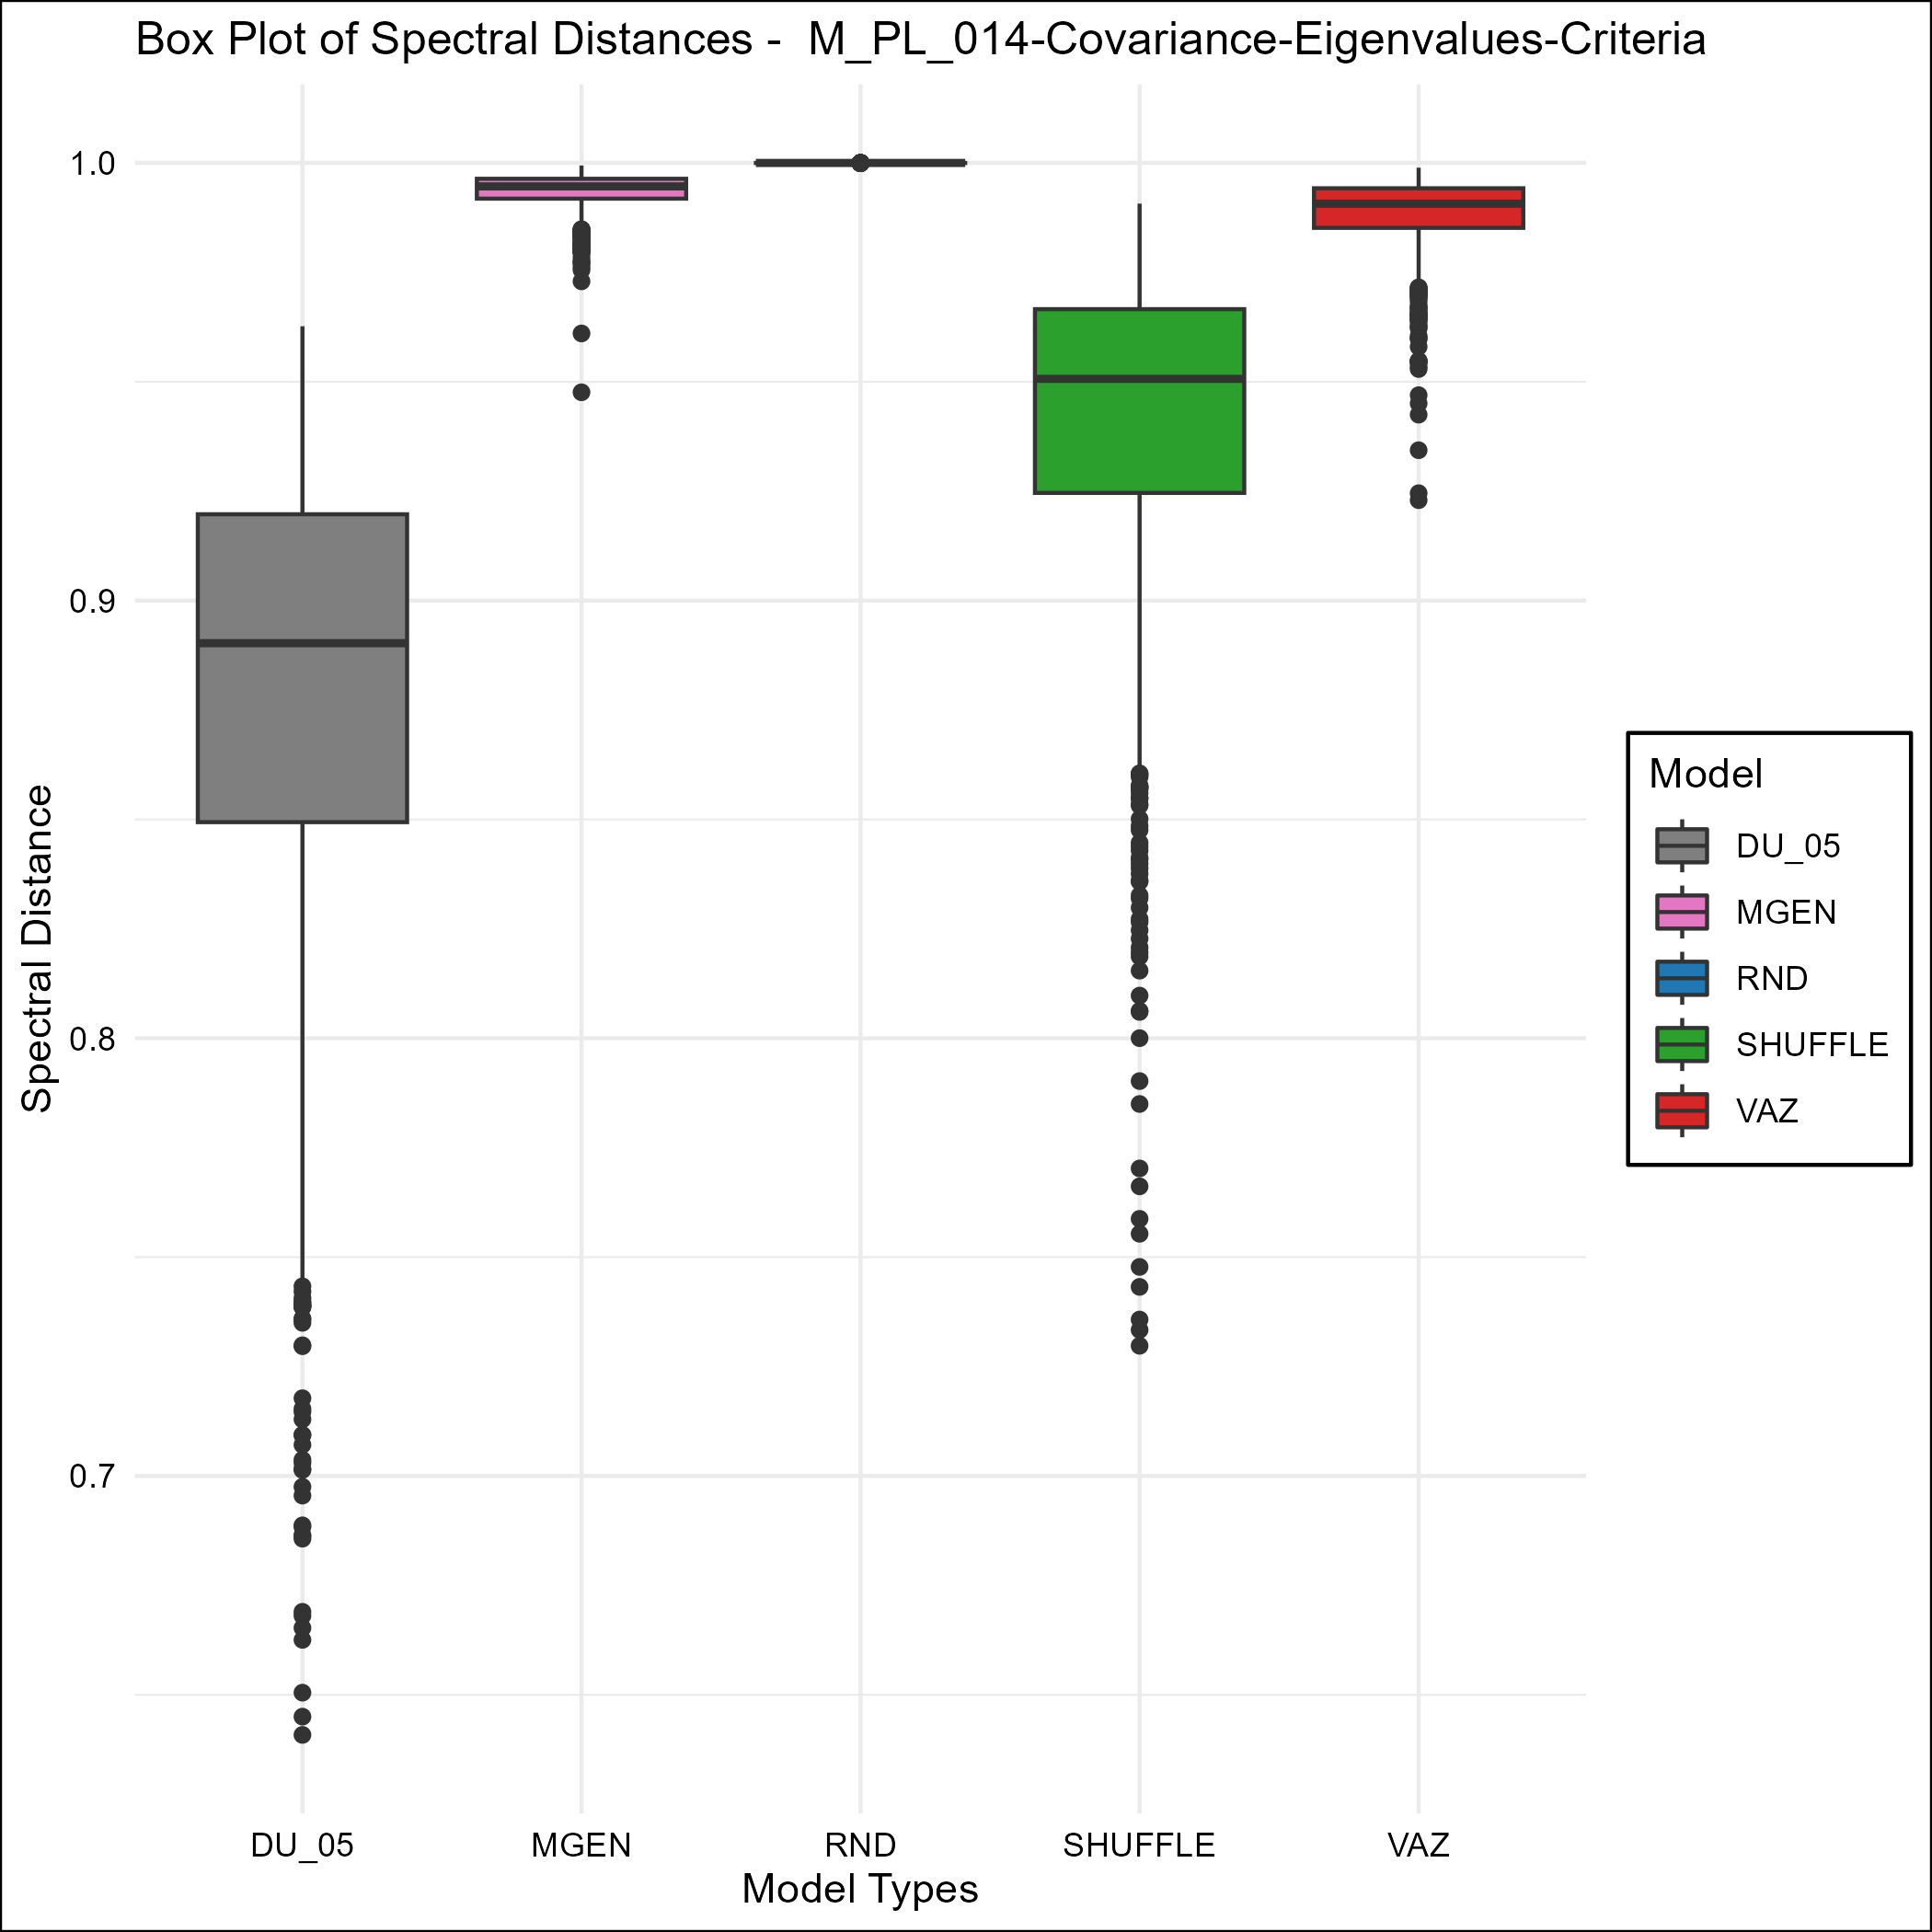 Box Plot of Spectral Distances -  M_PL_014-Covariance-Eigenvalues-Criteria
1.0
0.9
0.8
0.7
Spectral Distance
DU_05
MGEN
RND
SHUFFLE
VAZ
Model Types
Model
DU_05
MGEN
RND
SHUFFLE
VAZ